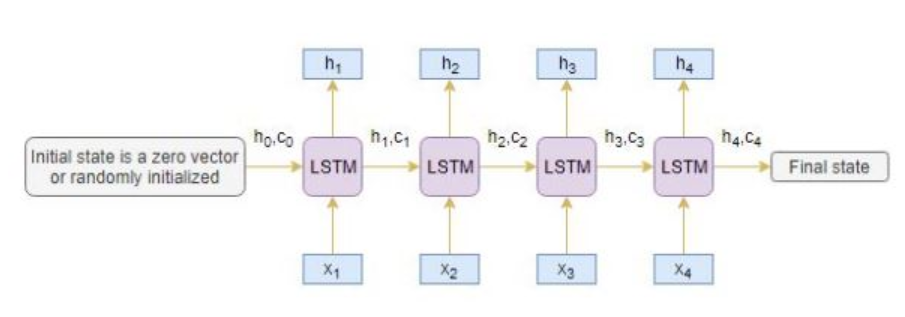 h₁ h₂ h₃ h₄
h₀,c₀ h₁,c₁ h₂,c₂ h₃,c₃ h₄,c₄
Initial state is a zero vector
or randomly initialized
LSTM LSTM LSTM LSTM Final state
x₁ x₂ x₃ x₄